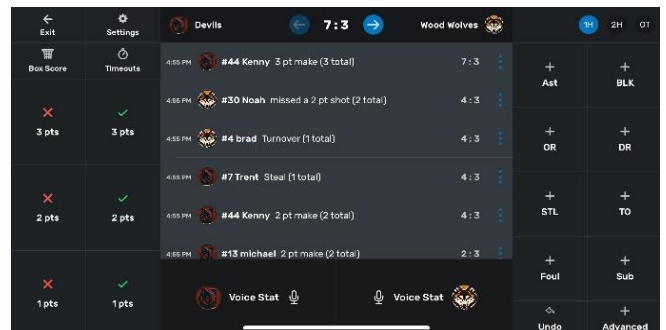 Exit
Settings
Devils
7:3
Wood Wolves
1H
2H
OT
Box Score
Timeouts
4:55 PM #44 Kenny 3 pt make (3 total) 7:3
4:55 PM #30 Noah missed a 2 pt shot (2 total) 4:3
4:55 PM #4 brad Turnover (1 total) 4:3
4:55 PM #7 Trent Steal (1 total) 4:3
4:55 PM #44 Kenny 2 pt make (2 total) 4:3
4:55 PM #13 michael 2 pt make (2 total) 2:3
3 pts
3 pts
2 pts
2 pts
1 pts
1 pts
Voice Stat
Voice Stat
+ +
Ast BLK
+ +
OR DR
+ +
STL TO
+ +
Foul Sub
+
Undo Advanced